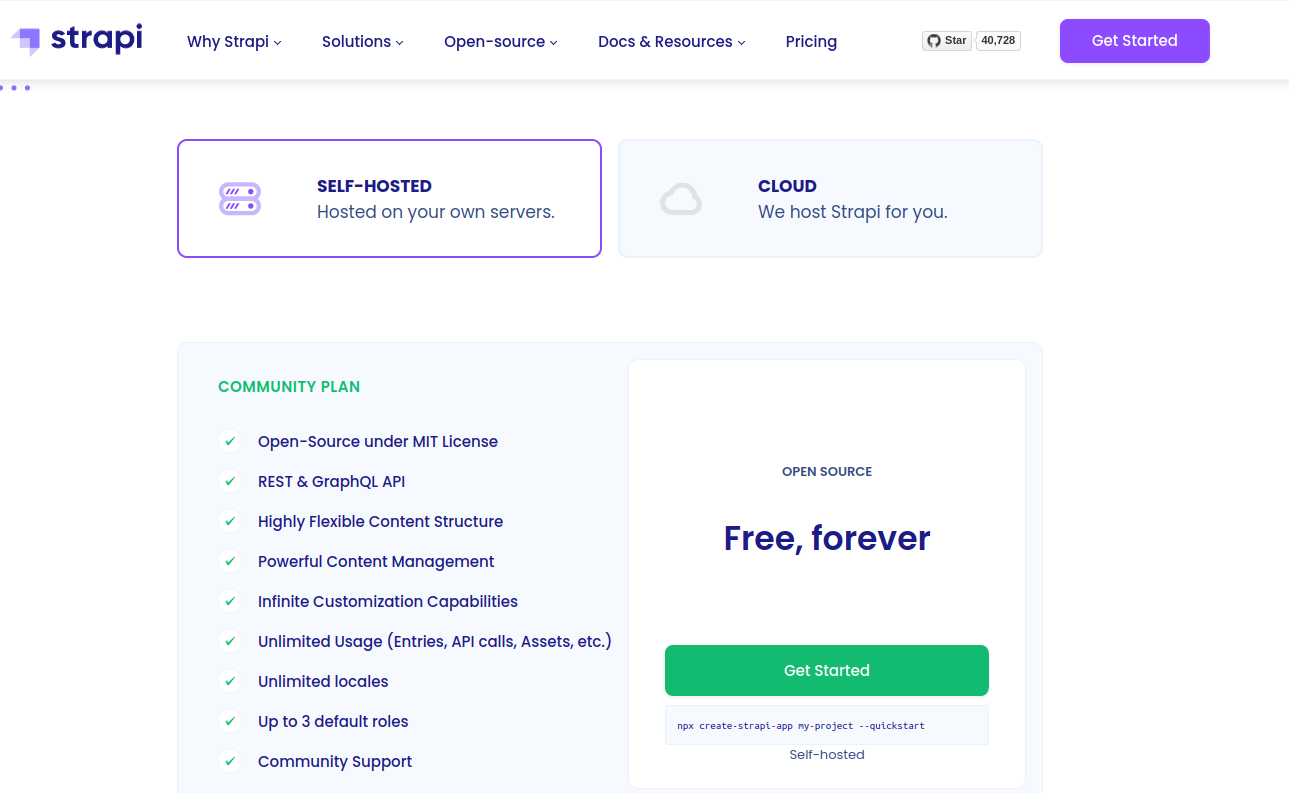 strapi
Why Strapi
Solutions
Open-source
Docs & Resources
Pricing
Star
40,728
Get Started
SELF-HOSTED
Hosted on your own servers.
CLOUD
We host Strapi for you.
COMMUNITY PLAN
Open-Source under MIT License
REST & GraphQL API
Highly Flexible Content Structure
Powerful Content Management
Infinite Customization Capabilities
Unlimited Usage (Entries, API calls, Assets, etc.)
Unlimited locales
Up to 3 default roles
Community Support
OPEN SOURCE
Free, forever
Get Started
npx create-strapi-app my-project --quickstart
Self-hosted